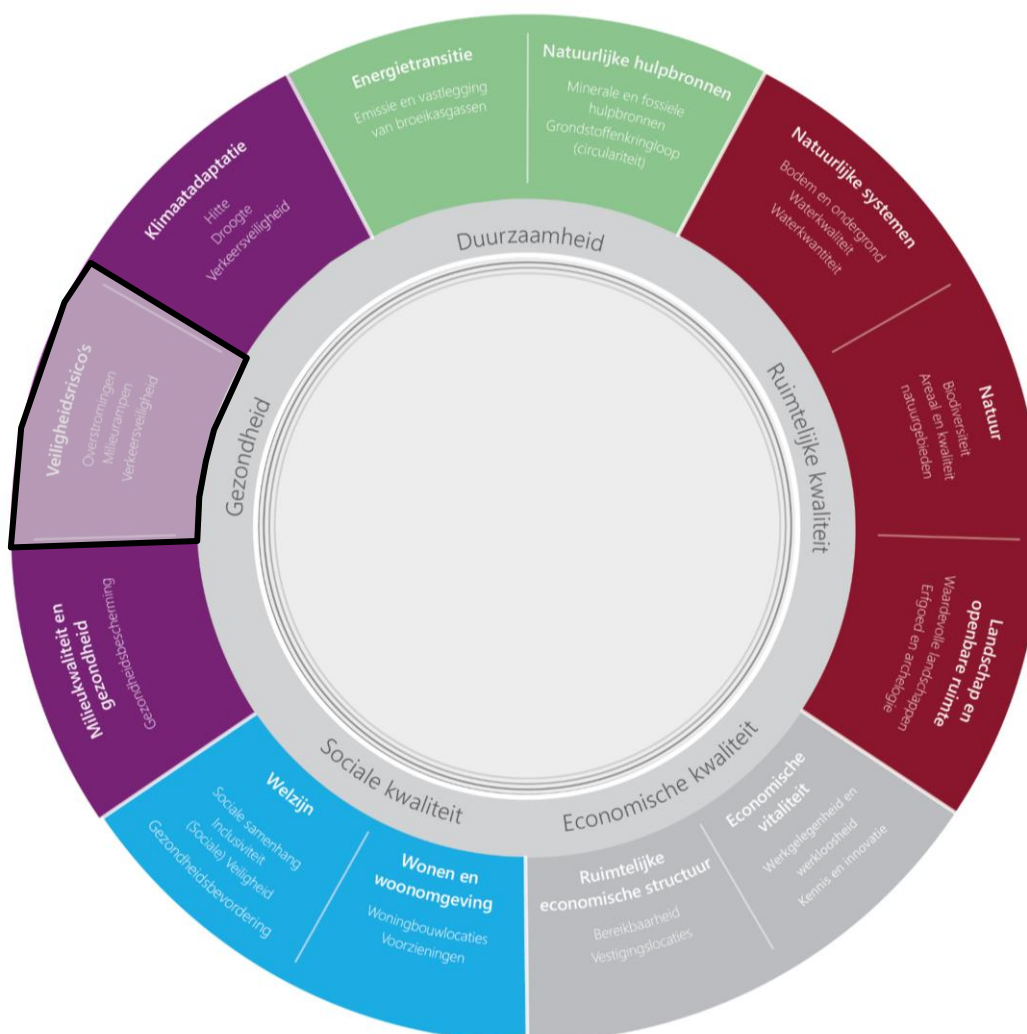 Energietransitie
Emissie en vastlegging
van broeikasgassen
Natuurlijke hulpbronnen
Minerale en fossiele
hulpbronnen
Grondstoffenkringloop
(circulariteit)
Natuurlijke systemen
Bodem en ondergrond
Waterkwaliteit
Waterkwantiteit
Natuur
Biodiversiteit
Areaal en kwaliteit
natuurgebieden
Landschap en
openbare ruimte
Waardevolle landschappen
Erfgoed en archelogie
Economische
vitaliteit
Werkgelegenheid en
werkloosheid
Kennis en innovatie
Ruimtelijke
economische structuur
Bereikbaarheid
Vestigingslocaties
Wonen en
woonomgeving
Woningbouwlocaties
Voorzieningen
Welzijn
Sociale samenhang
Inclusiviteit
(Sociale) Veiligheid
Gezondheidsbevordering
Milieukwaliteit en
gezondheid
Gezondheidsbescherming
Veiligheidsrisico's
Overstromingen
Milieurampen
Verkeersveiligheid
Klimaatadaptatie
Hitte
Droogte
Verkeersveiligheid
Duurzaamheid
Ruimtelijke kwaliteit
Economische kwaliteit
Sociale kwaliteit
Gezondheid